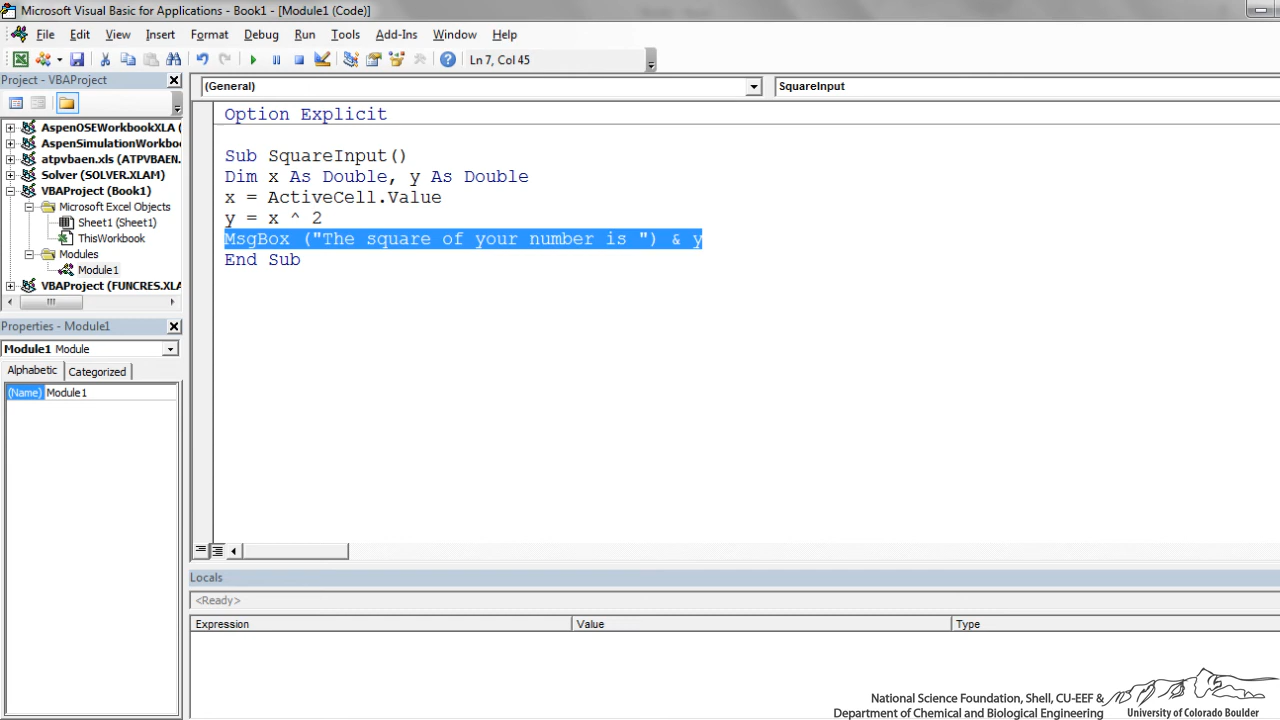 Microsoft Visual Basic for Applications - Book1 - [Module1 (Code)]
File Edit View Insert Format Debug Run Tools Add-Ins Window Help
Ln 7, Col 45
Project - VBAProject
(General)
SquareInput
AspenOSEWorkbookXLA (
AspenSimulationWorkboo
atpvbaen.xls (ATPVBAEN.
Solver (SOLVER.XLAM)
VBAProject (Book1)
Microsoft Excel Objects
Sheet1 (Sheet1)
ThisWorkbook
Modules
Module1
VBAProject (FUNCRES.XLA
Option Explicit
Sub SquareInput()
Dim x As Double, y As Double
x = ActiveCell.Value
y = x ^ 2
MsgBox ("The square of your number is ") & y
End Sub
Properties - Module1
Module1 Module
Alphabetic Categorized
(Name) Module1
Locals
<Ready>
Expression Value Type
National Science Foundation, Shell, CU-EEF &
Department of Chemical and Biological Engineering
University of Colorado Boulder